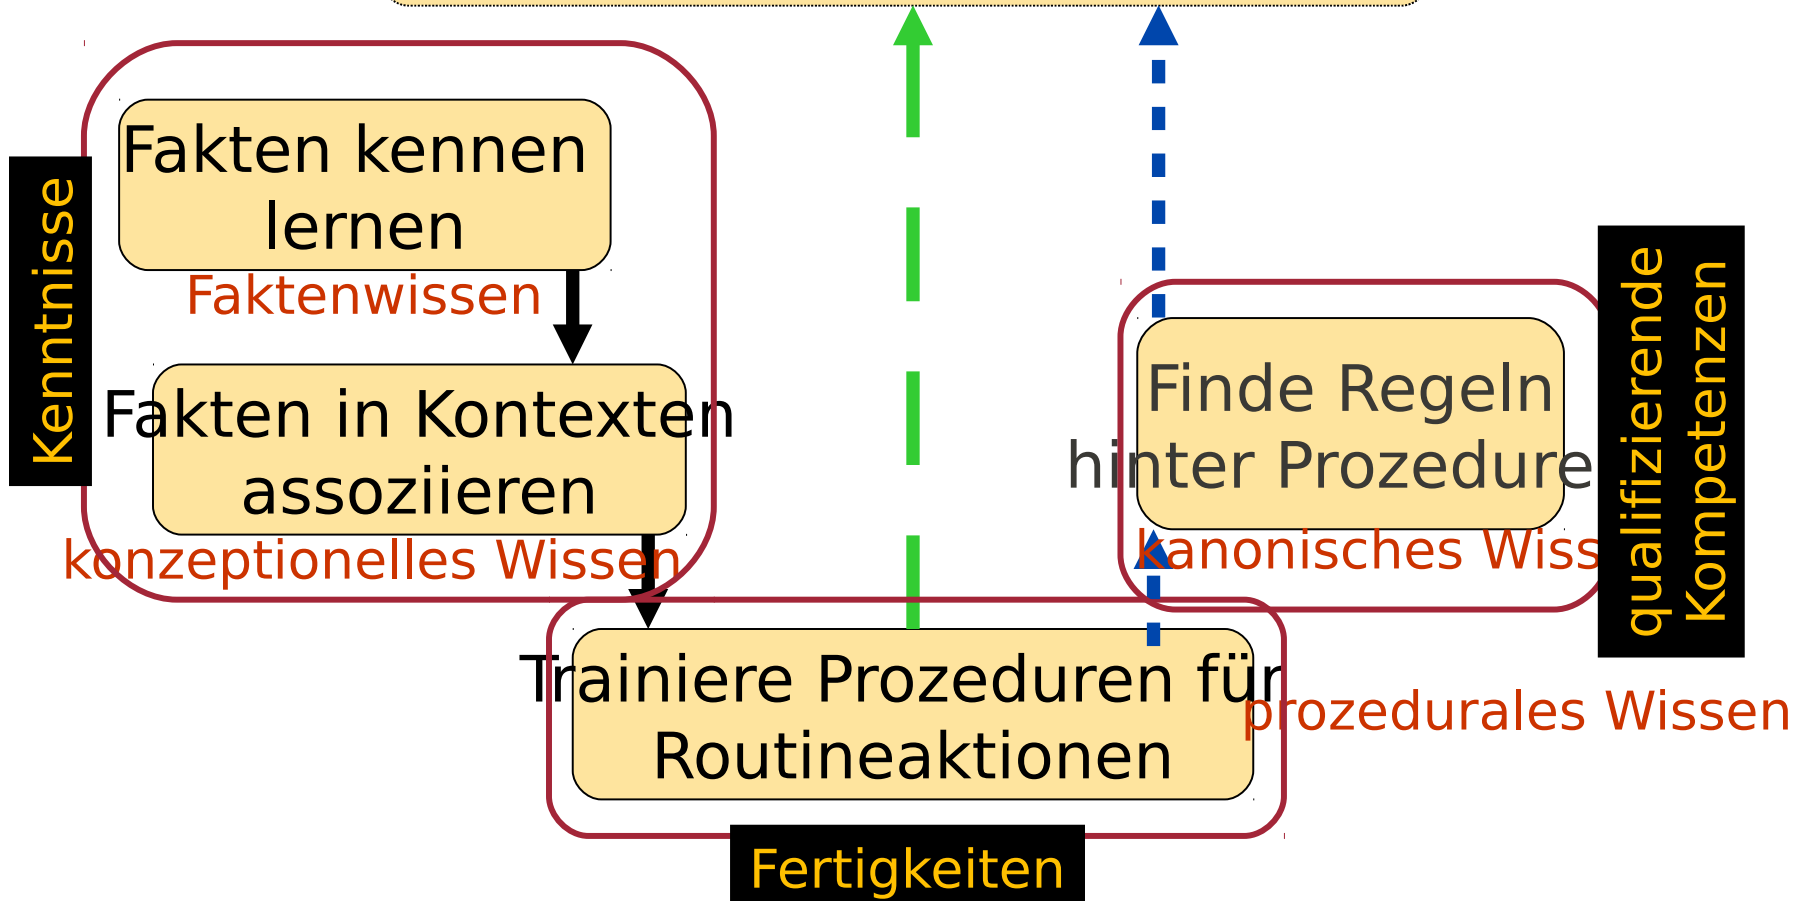 Kenntnisse
Fakten kennen
lernen
Faktenwissen
Fakten in Kontexten
assoziieren
konzeptionelles Wissen
Finde Regeln
hinter Prozedure
kanonisches Wiss
qualifizierende
Kompetenzen
Trainiere Prozeduren für
Routineaktionen
prozedurales Wissen
Fertigkeiten